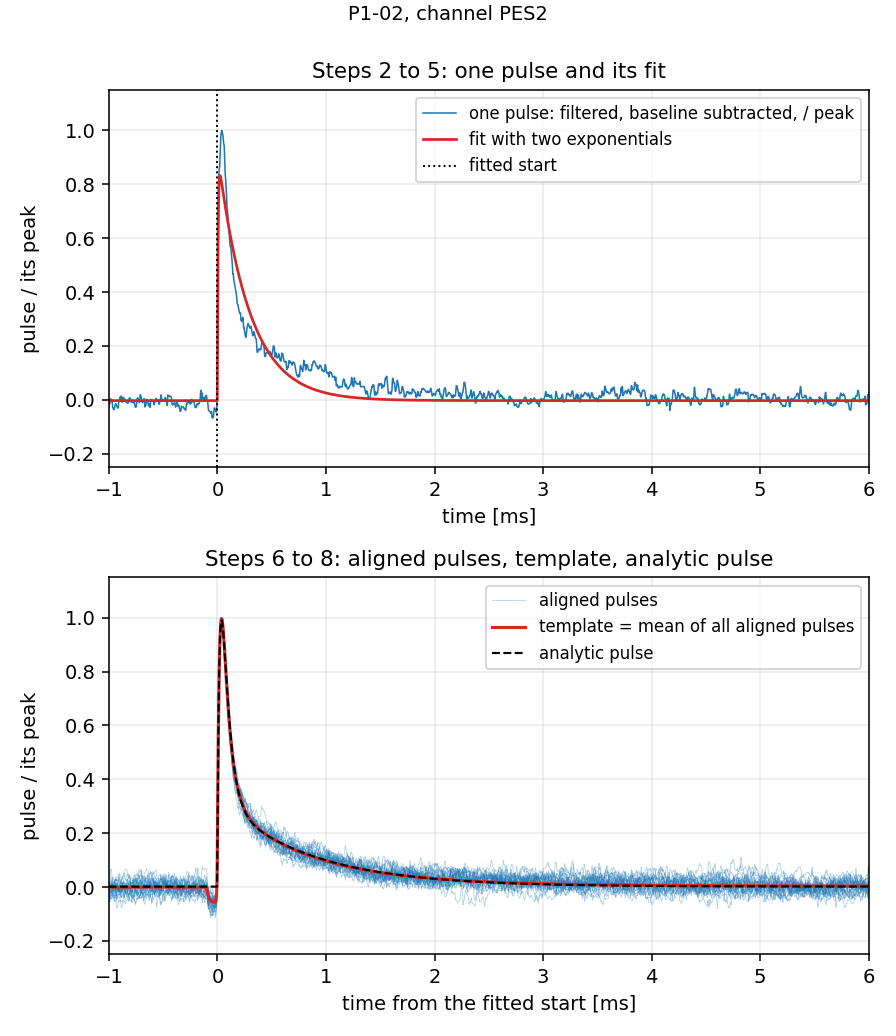 P1-02, channel PES2
Steps 2 to 5: one pulse and its fit
one pulse: filtered, baseline subtracted, / peak
fit with two exponentials
fitted start
pulse / its peak
1.0
0.8
0.6
0.4
0.2
0.0
−0.2
−1 0 1 2 3 4 5 6
time [ms]
Steps 6 to 8: aligned pulses, template, analytic pulse
aligned pulses
template = mean of all aligned pulses
analytic pulse
pulse / its peak
1.0
0.8
0.6
0.4
0.2
0.0
−0.2
−1 0 1 2 3 4 5 6
time from the fitted start [ms]